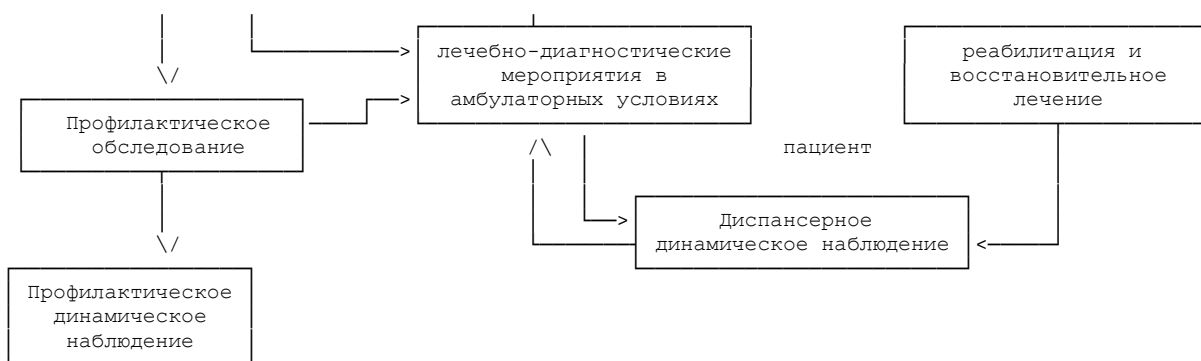 лечебно-диагностические
мероприятия в
амбулаторных условиях
реабилитация и
восстановительное
лечение
Профилактическое
обследование
пациент
Диспансерное
динамическое наблюдение
Профилактическое
динамическое
наблюдение